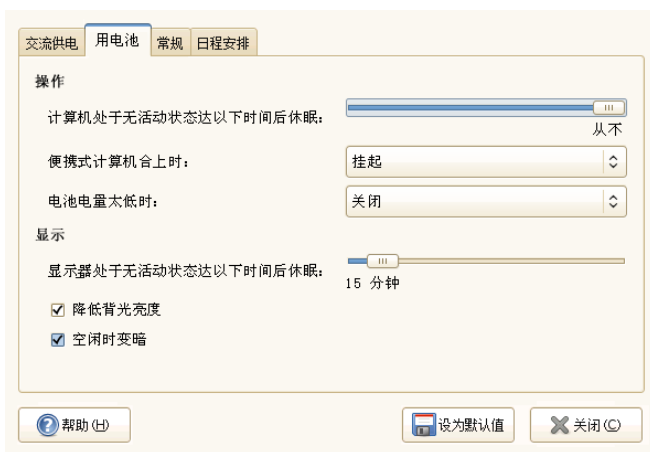 交流供电 用电池 常规 日程安排
操作
计算机处于无活动状态达以下时间后休眠：
从不
便携式计算机合上时： 挂起
电池电量太低时： 关闭
显示
显示器处于无活动状态达以下时间后休眠：
15 分钟
降低背光亮度
空闲时变暗
帮助(H) 设为默认值 关闭(C)